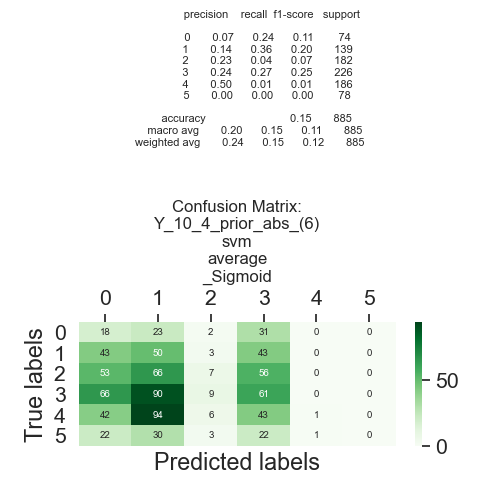 precision recall f1-score support
0 0.07 0.24 0.11 74
1 0.14 0.36 0.20 139
2 0.23 0.04 0.07 182
3 0.24 0.27 0.25 226
4 0.50 0.01 0.01 186
5 0.00 0.00 0.00 78
accuracy 0.15 885
macro avg 0.20 0.15 0.11 885
weighted avg 0.24 0.15 0.12 885
Confusion Matrix:
Y_10_4_prior_abs_(6)
svm
average
_Sigmoid
0 1 2 3 4 5
True labels
0 18 23 2 31 0 0
1 43 50 3 43 0 0
2 53 66 7 56 0 0
3 66 90 9 61 0 0
4 42 94 6 43 1 0
5 22 30 3 22 1 0
Predicted labels
50
0